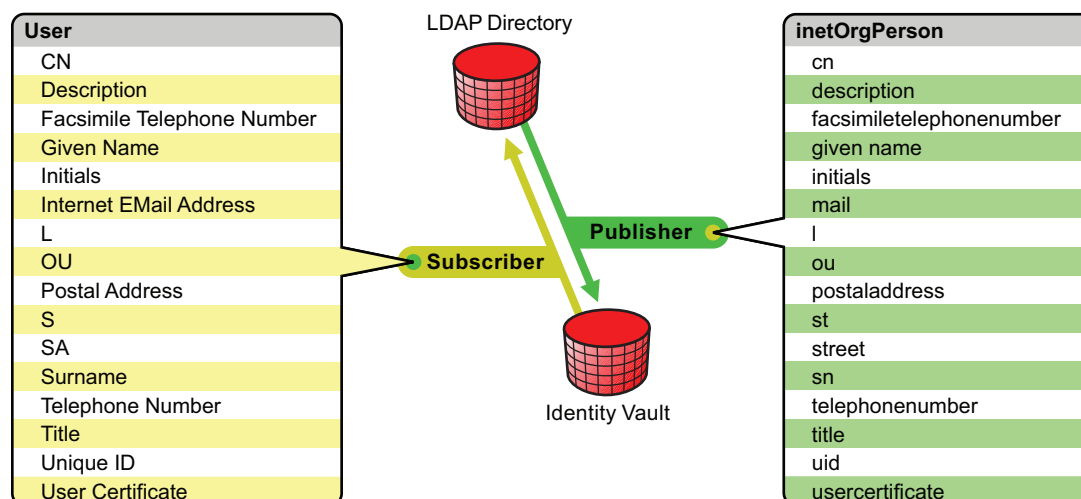 User
CN
Description
Facsimile Telephone Number
Given Name
Initials
Internet EMail Address
L
OU
Postal Address
S
SA
Surname
Telephone Number
Title
Unique ID
User Certificate
LDAP Directory
Publisher
Subscriber
Identity Vault
inetOrgPerson
cn
description
facsimiletelephonenumber
given name
initials
mail
l
ou
postaladdress
st
street
sn
telephonenumber
title
uid
usercertificate